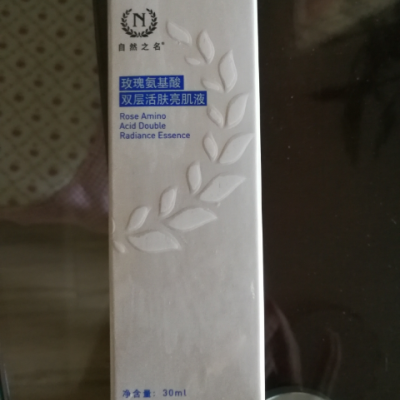 N
自然之名®
玫瑰氨基酸
双层活肤亮肌液
Rose Amino
Acid Double
Radiance Essence
净含量：30ml